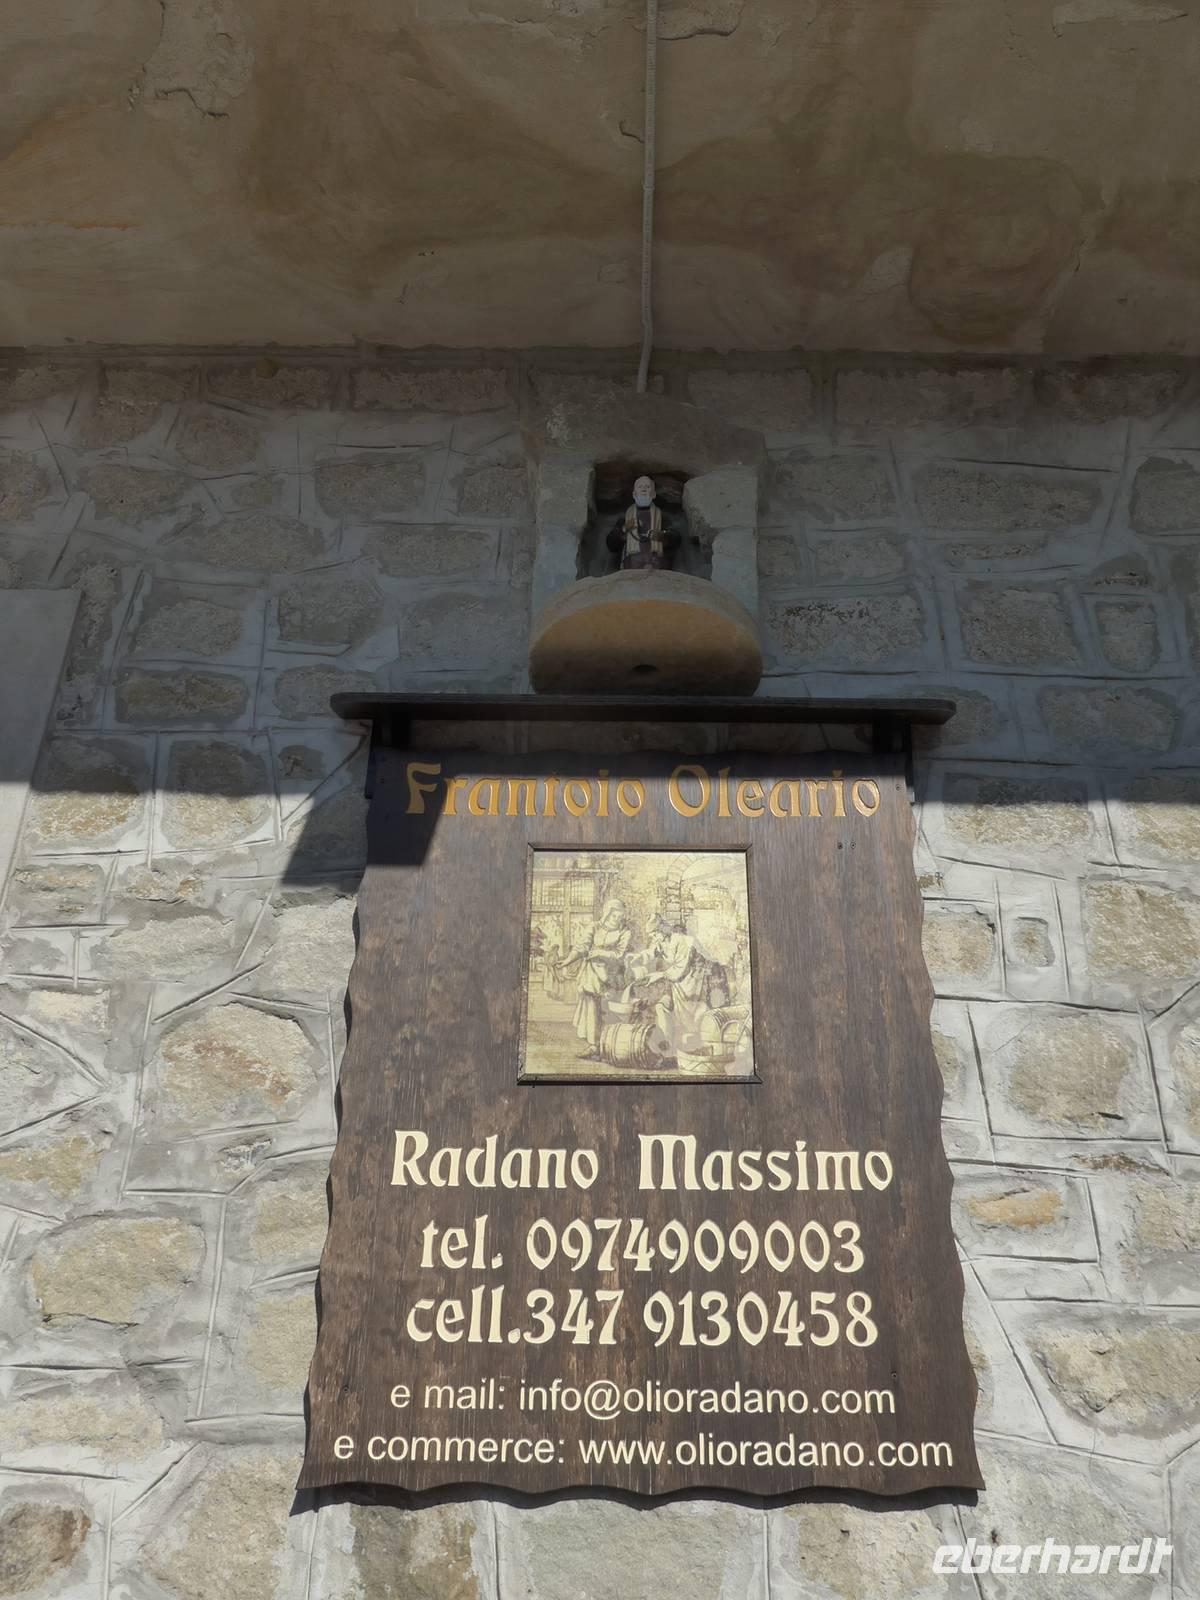 Frantoio Oleario
Radano Massimo
tel. 0974909003
cell.347 9130458
e mail: info@olioradano.com
e commerce: www.olioradano.com
eberhardt